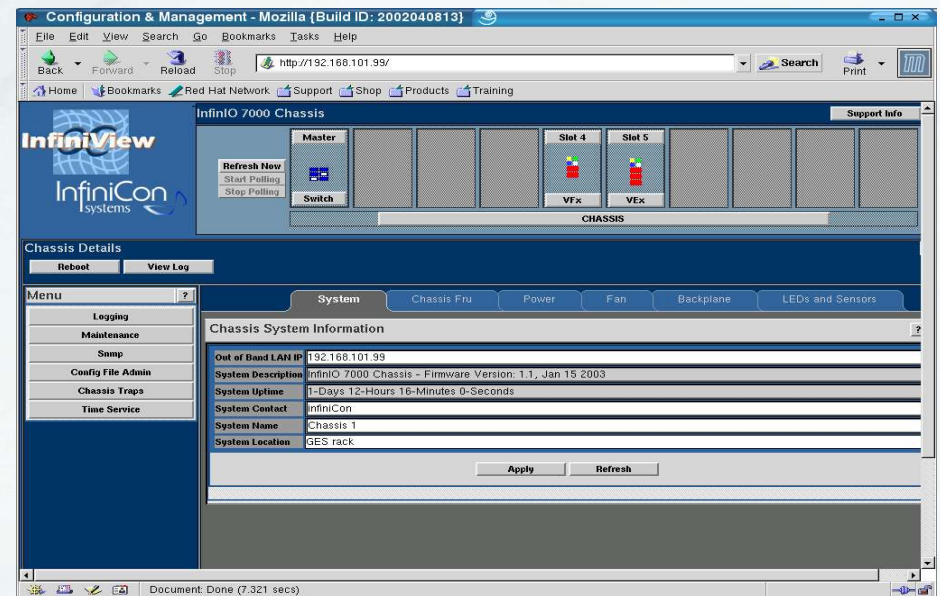 Configuration & Management - Mozilla {Build ID: 2002040813}
File Edit View Search Go Bookmarks Tasks Help
Back Forward Reload Stop http://192.168.101.99/ Search Print
Home Bookmarks Red Hat Network Support Shop Products Training
InfiniView
InfiniCon
systems
InfinIO 7000 Chassis
Support Info
Refresh Now
Start Polling
Stop Polling
Master
Switch
Slot 4
VFx
Slot 5
VEx
CHASSIS
Chassis Details
Reboot View Log
Menu ?
Logging
Maintenance
Snmp
Config File Admin
Chassis Traps
Time Service
System Chassis Fru Power Fan Backplane LEDs and Sensors
Chassis System Information ?
Out of Band LAN IP 192.168.101.99
System Description InfinIO 7000 Chassis - Firmware Version: 1.1, Jan 15 2003
System Uptime 1-Days 12-Hours 16-Minutes 0-Seconds
System Contact infiniCon
System Name Chassis 1
System Location GES rack
Apply Refresh
Document: Done (7.321 secs)